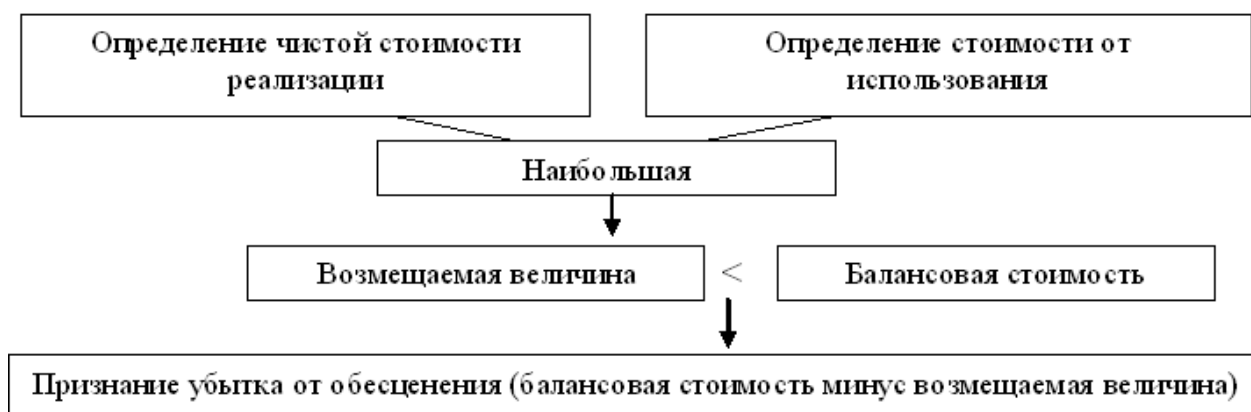 Определение чистой стоимости
реализации
Определение стоимости от
использования
Наибольшая
Возмещаемая величина
<
Балансовая стоимость
Признание убытка от обесценения (балансовая стоимость минус возмещаемая величина)